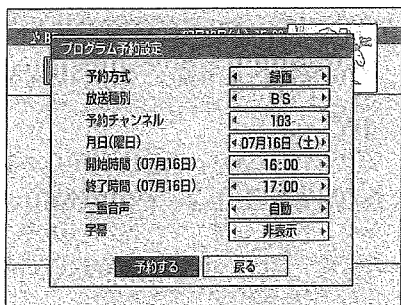 プログラム予約設定
予約方式 録画
放送種別 BS
予約チャンネル 103
月日(曜日) 07月16日 (土)
開始時間 (07月16日) 16:00
終了時間 (07月16日) 17:00
二重音声 自動
字幕 非表示
予約する 戻る